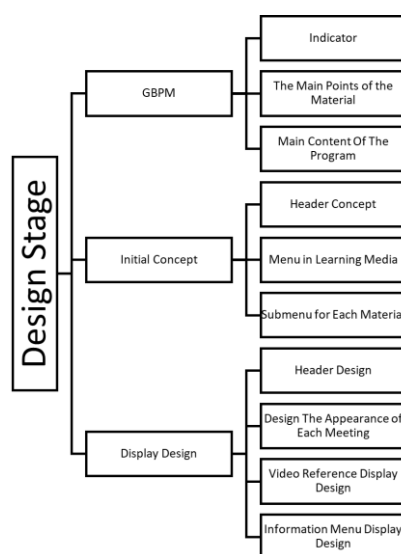 Design Stage
GBPM
Indicator
The Main Points of the
Material
Main Content Of The
Program
Initial Concept
Header Concept
Menu in Learning Media
Submenu for Each Material
Display Design
Header Design
Design The Appearance of
Each Meeting
Video Reference Display
Design
Information Menu Display
Design